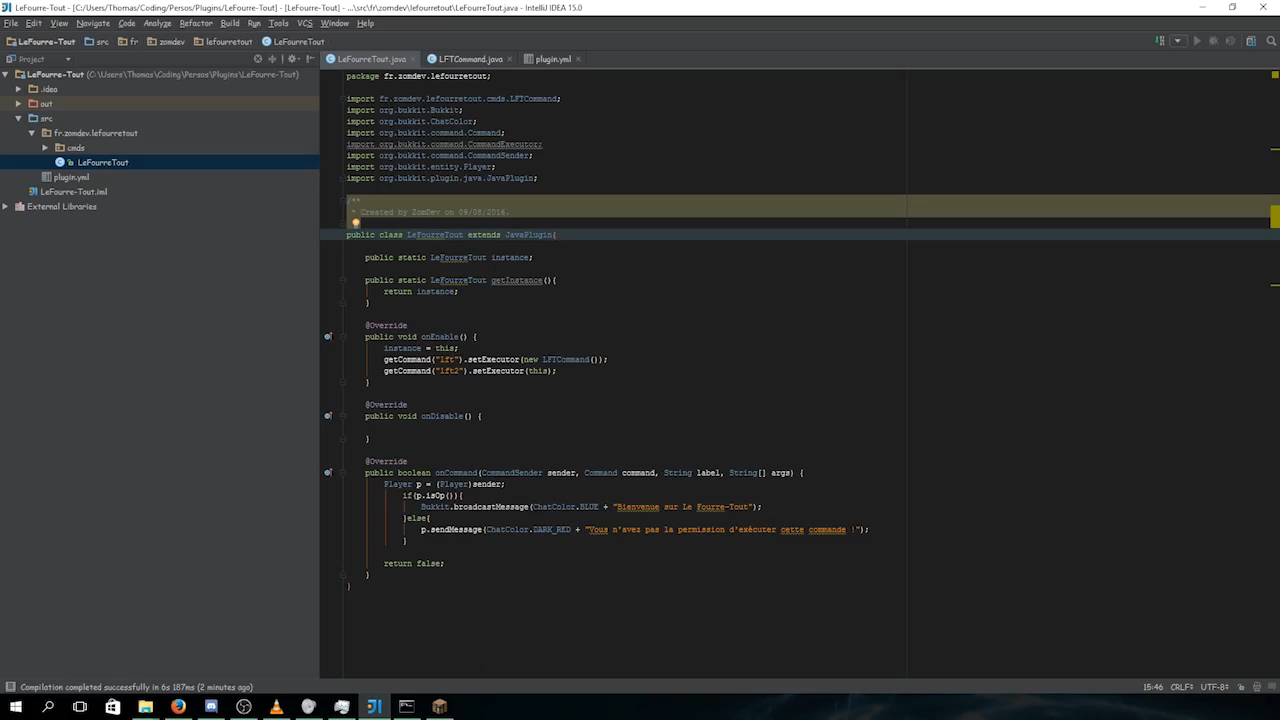 LeFourre-Tout - [C:/Users/Thomas/Coding/Persos/Plugins/LeFourre-Tout] - [LeFourre-Tout] - ...\src\fr\zomdev\lefourretout\LeFourreTout.java - IntelliJ IDEA 15.0
File Edit View Navigate Code Analyze Refactor Build Run Tools VCS Window Help
LeFourre-Tout src fr zomdev lefourretout LeFourreTout
Project
LeFourreTout.java LFTCommand.java plugin.yml
LeFourre-Tout (C:\Users\Thomas\Coding\Persos\Plugins\LeFourre-Tout)
.idea
out
src
fr.zomdev.lefourretout
cmds
LeFourreTout
plugin.yml
LeFourre-Tout.iml
External Libraries
package fr.zomdev.lefourretout;
import fr.zomdev.lefourretout.cmds.LFTCommand;
import org.bukkit.Bukkit;
import org.bukkit.ChatColor;
import org.bukkit.command.Command;
import org.bukkit.command.CommandExecutor;
import org.bukkit.command.CommandSender;
import org.bukkit.entity.Player;
import org.bukkit.plugin.java.JavaPlugin;
/**
* Created by ZomDev on 09/08/2016.
public class LeFourreTout extends JavaPlugin{
public static LeFourreTout instance;
public static LeFourreTout getInstance(){
return instance;
}
@Override
public void onEnable() {
instance = this;
getCommand("lft").setExecutor(new LFTCommand());
getCommand("lft2").setExecutor(this);
}
@Override
public void onDisable() {
}
@Override
public boolean onCommand(CommandSender sender, Command command, String label, String[] args) {
Player p = (Player)sender;
if(p.isOp()){
Bukkit.broadcastMessage(ChatColor.BLUE + "Bienvenue sur Le Fourre-Tout");
}else{
p.sendMessage(ChatColor.DARK_RED + "Vous n'avez pas la permission d'exécuter cette commande !");
}
return false;
}
}
Compilation completed successfully in 6s 187ms (2 minutes ago)
15:46 CRLF÷ UTF-8÷